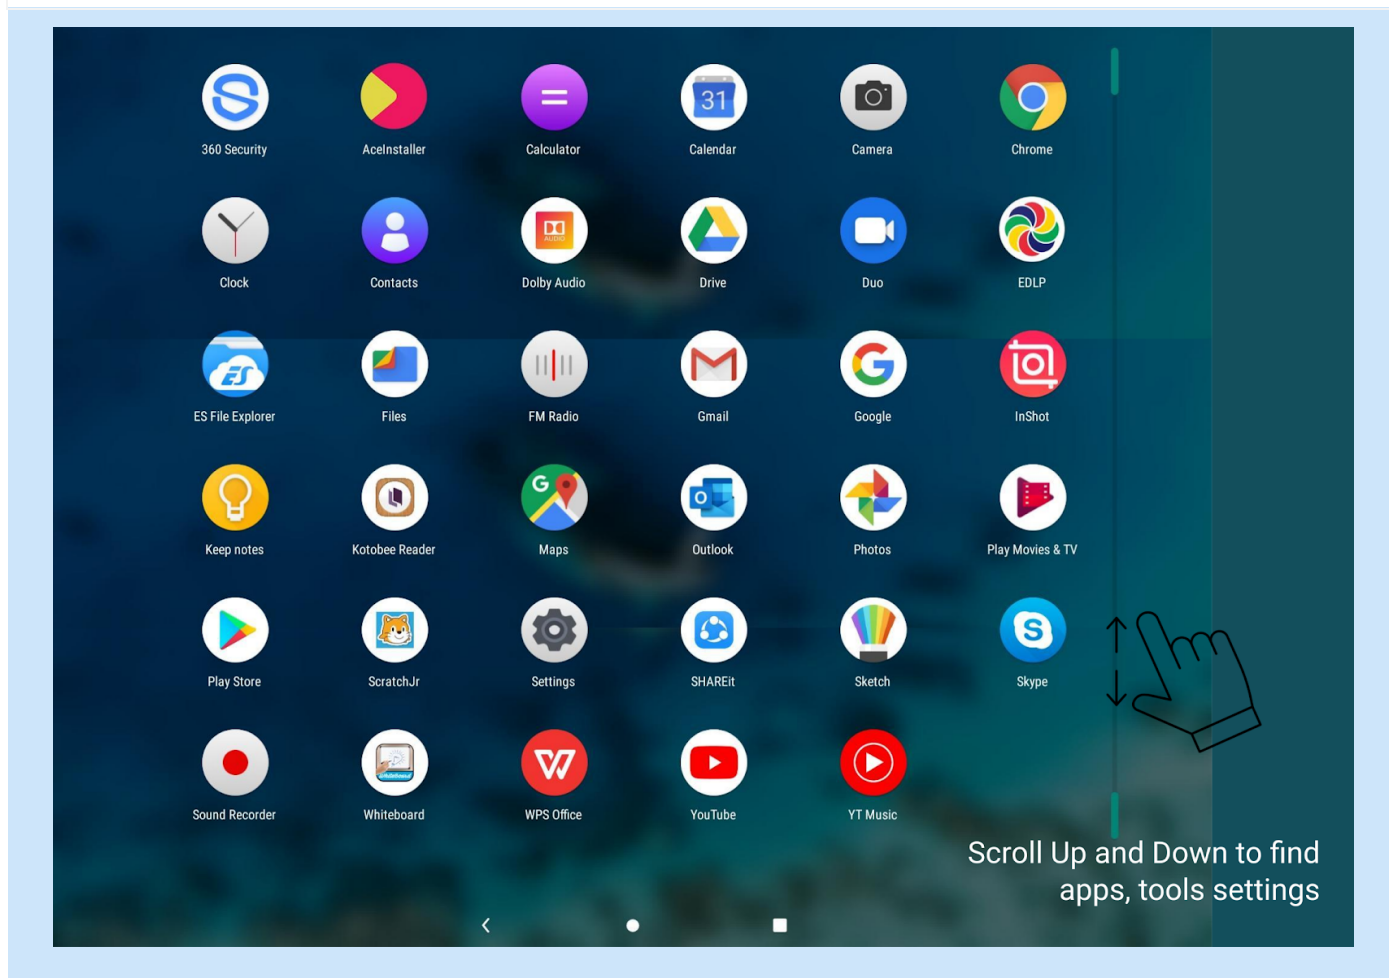 360 Security
AceInstaller
Calculator
31
Calendar
Camera
Chrome
Clock
Contacts
AUDIO
Dolby Audio
Drive
Duo
EDLP
ES
ES File Explorer
Files
FM Radio
Gmail
Google
InShot
Keep notes
Kotobee Reader
G
Maps
Outlook
Photos
Play Movies & TV
Play Store
ScratchJr
Settings
SHAREit
Sketch
S
Skype
Sound Recorder
Whiteboard
WPS Office
YouTube
YT Music
Scroll Up and Down to find
apps, tools settings